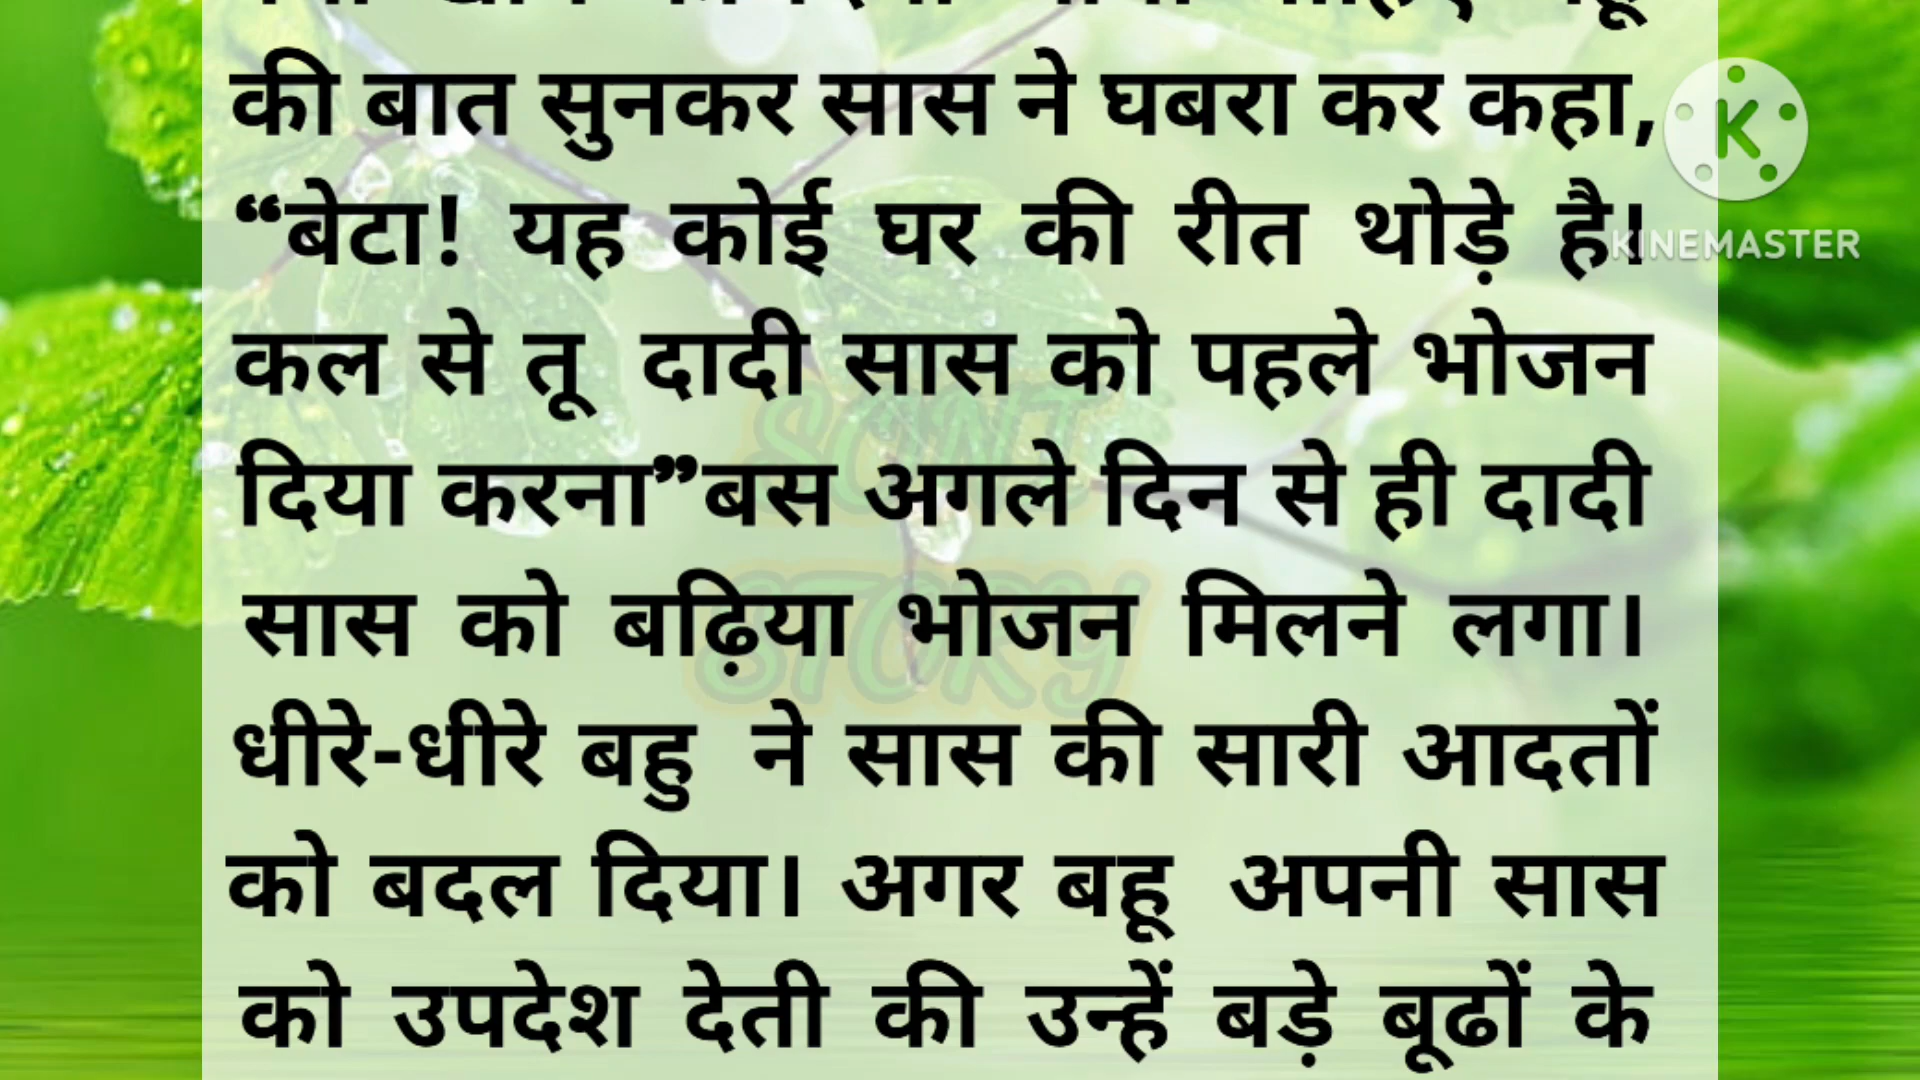 की बात सुनकर सास ने घबरा कर कहा,
“बेटा! यह कोई घर की रीत थोड़े है।
कल से तू दादी सास को पहले भोजन
दिया करना”बस अगले दिन से ही दादी
सास को बढ़िया भोजन मिलने लगा।
धीरे-धीरे बहु ने सास की सारी आदतों
को बदल दिया। अगर बहू अपनी सास
को उपदेश देती की उन्हें बड़े बूढों के
K
KINEMASTER
STORY